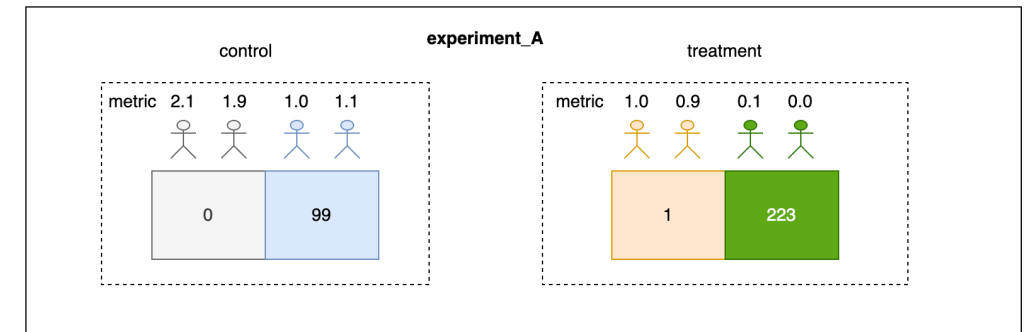 experiment_A
control
treatment
metric 2.1 1.9 1.0 1.1
metric 1.0 0.9 0.1 0.0
0 99
1 223